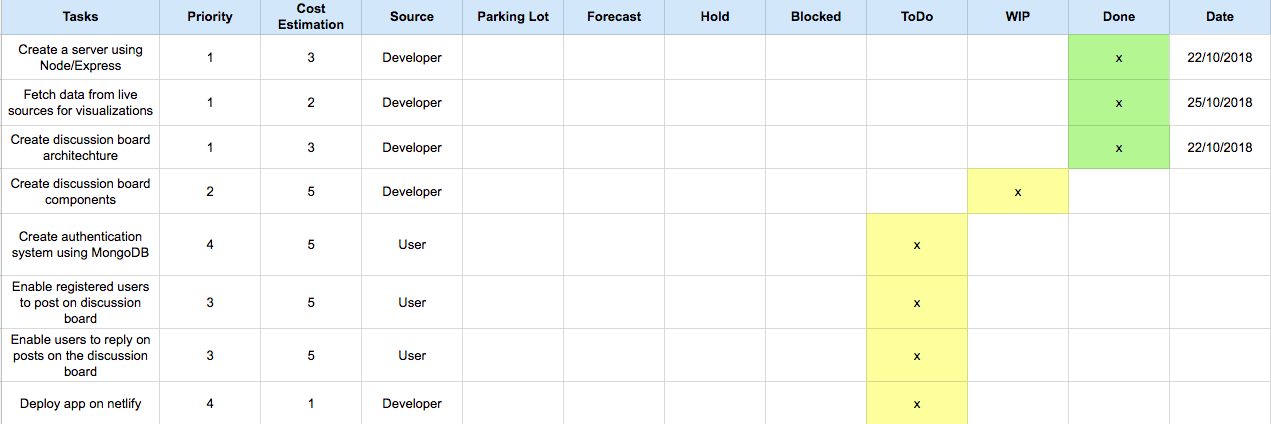 Tasks Priority Cost Estimation Source Parking Lot Forecast Hold Blocked ToDo WIP Done Date
Create a server using
Node/Express
1 3 Developer x 22/10/2018
Fetch data from live
sources for visualizations
1 2 Developer x 25/10/2018
Create discussion board
architechture
1 3 Developer x 22/10/2018
Create discussion board
components
2 5 Developer x
Create authentication
system using MongoDB
4 5 User x
Enable registered users
to post on discussion
board
3 5 User x
Enable users to reply on
posts on the discussion
board
3 5 User x
Deploy app on netlify 4 1 Developer x